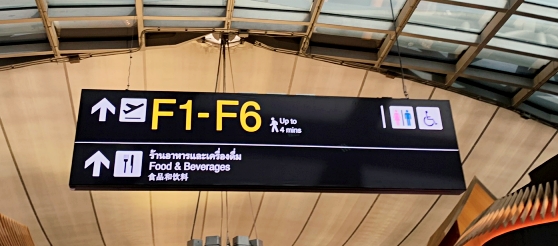 F1-F6
Up to
4 mins
ร้านอาหารและเครื่องดื่ม
Food & Beverages
食品和饮料